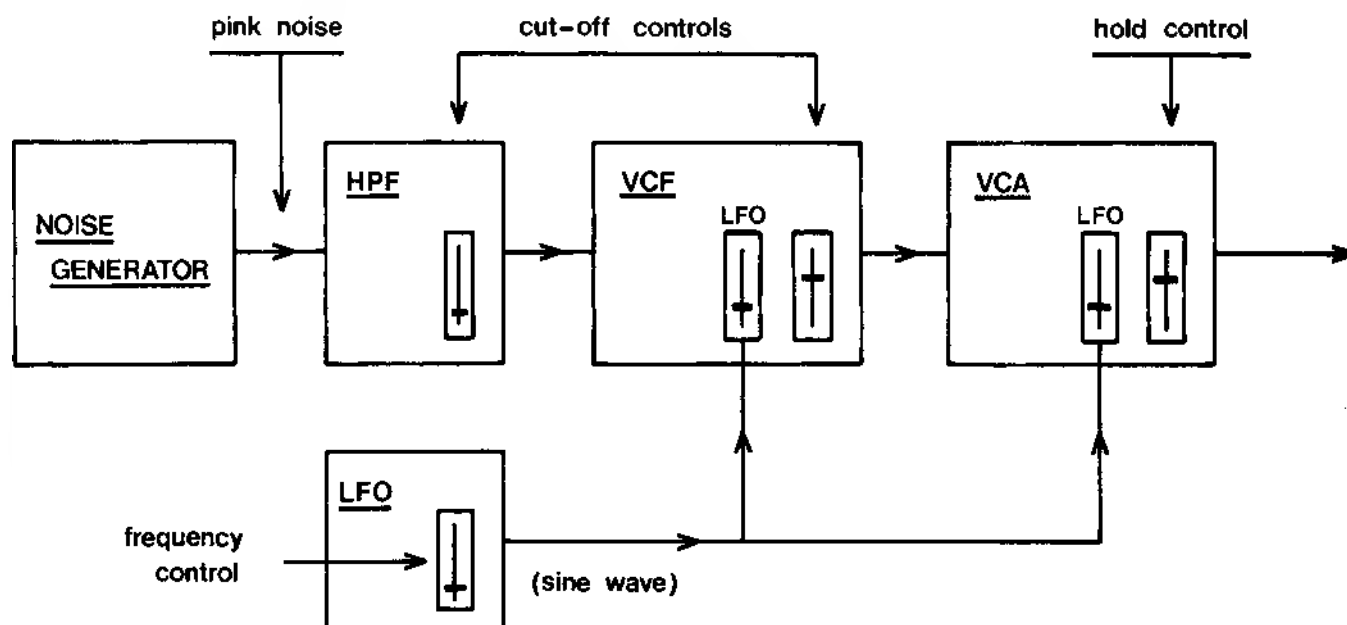 pink noise
cut-off controls
hold control
NOISE
GENERATOR
HPF
VCF
LFO
VCA
LFO
LFO
frequency
control
(sine wave)